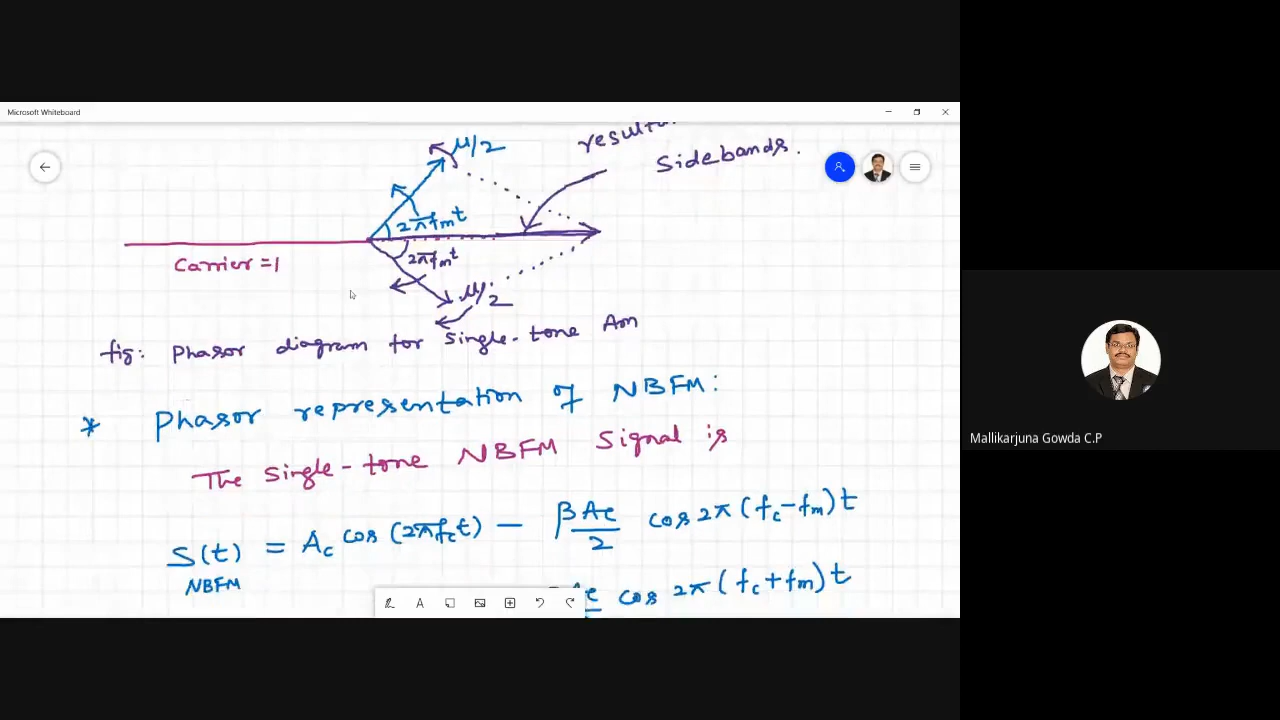 Microsoft Whiteboard
μ/2
Sidebands.
2πfmt
Carrier = 1
2πfmt
μ/2
fig: Phasor diagram for Single-tone Am
* Phasor representation of NBFM:
The Single-tone NBFM Signal is
S(t) = Ac cos (2πfct) - βAc/2 cos 2π (fc-fm)t
NBFM
cos 2π (fc+fm)t
Mallikarjuna Gowda C.P